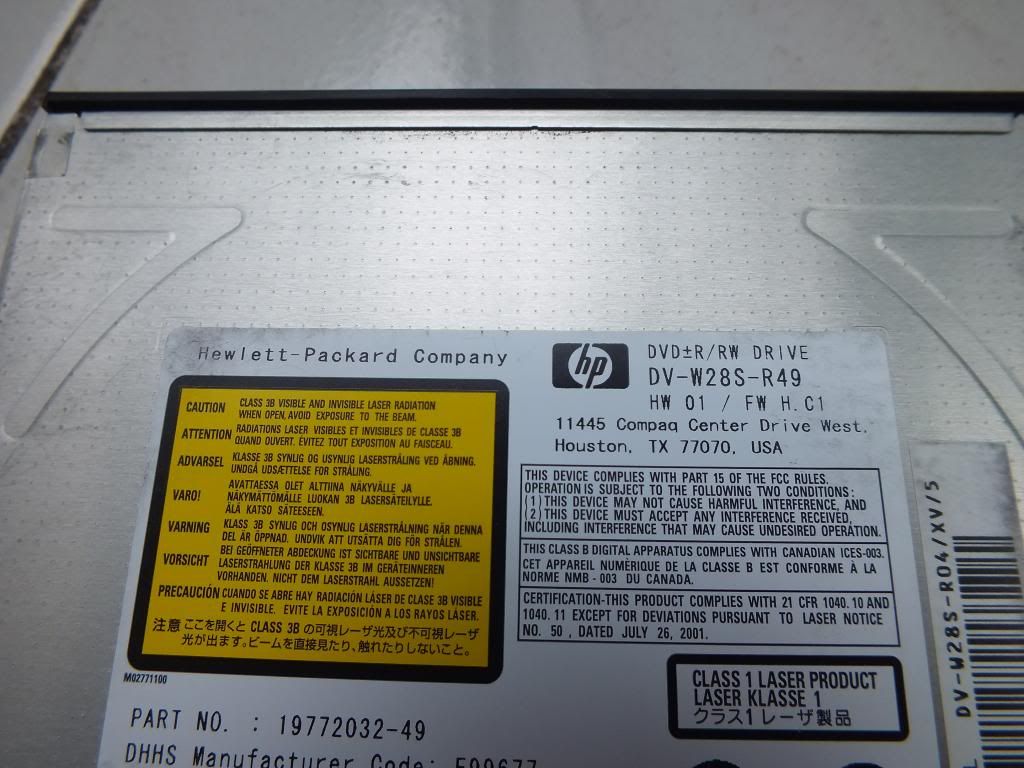 Hewlett-Packard Company
hp
DVD±R/RW DRIVE
DV-W28S-R49
HW 01 / FW H.C1
11445 Compaq Center Drive West,
Houston, TX 77070, USA
CAUTION CLASS 3B VISIBLE AND INVISIBLE LASER RADIATION
WHEN OPEN, AVOID EXPOSURE TO THE BEAM.
ATTENTION RADIATIONS LASER VISIBLES ET INVISIBLES DE CLASSE 3B
QUAND OUVERT. ÉVITEZ TOUT EXPOSITION AU FAISCEAU.
ADVARSEL KLASSE 3B SYNLIG OG USYNLIG LASERSTRÅLING VED ÅBNING.
UNDGÅ UDSÆTTELSE FOR STRÅLING.
VARO! AVATTAESSA OLET ALTTIINA NÄKYVÄLLE JA
NÄKYMÄTTÖMÄLLE LUOKAN 3B LASERSÄTEILYLLE.
ÄLÄ KATSO SÄTEESEEN.
VARNING KLASS 3B SYNLIG OCH OSYNLIG LASERSTRÅLNING NÄR DENNA
DEL ÄR ÖPPNAD. UNDVIK ATT UTSÄTTA DIG FÖR STRÅLEN.
VORSICHT BEI GEÖFFNETER ABDECKUNG IST SICHTBARE UND UNSICHTBARE
LASERSTRAHLUNG DER KLASSE 3B IM GERÄTEINNEREN
VORHANDEN. NICHT DEM LASERSTRAHL AUSSETZEN!
PRECAUCIÓN CUANDO SE ABRE HAY RADIACIÓN LÁSER DE CLASE 3B VISIBLE
E INVISIBLE. EVITE LA EXPOSICIÓN A LOS RAYOS LÁSER.
注意 ここを開くと CLASS 3B の可視レーザ光及び不可視レーザ
光が出ます。ビームを直接見たり、触れたりしないこと。
M02771100
THIS DEVICE COMPLIES WITH PART 15 OF THE FCC RULES.
OPERATION IS SUBJECT TO THE FOLLOWING TWO CONDITIONS:
(1) THIS DEVICE MAY NOT CAUSE HARMFUL INTERFERENCE, AND
(2) THIS DEVICE MUST ACCEPT ANY INTERFERENCE RECEIVED,
INCLUDING INTERFERENCE THAT MAY CAUSE UNDESIRED OPERATION.
THIS CLASS B DIGITAL APPARATUS COMPLIES WITH CANADIAN ICES-003.
CET APPAREIL NUMÉRIQUE DE LA CLASSE B EST CONFORME À LA
NORME NMB - 003 DU CANADA.
CERTIFICATION-THIS PRODUCT COMPLIES WITH 21 CFR 1040.10 AND
1040.11 EXCEPT FOR DEVIATIONS PURSUANT TO LASER NOTICE
NO. 50 , DATED JULY 26, 2001.
CLASS 1 LASER PRODUCT
LASER KLASSE 1
クラス1 レーザ製品
PART NO. : 19772032-49
DHHS Manufacturer Code: E99677
DV-W28S-R04/XV/5